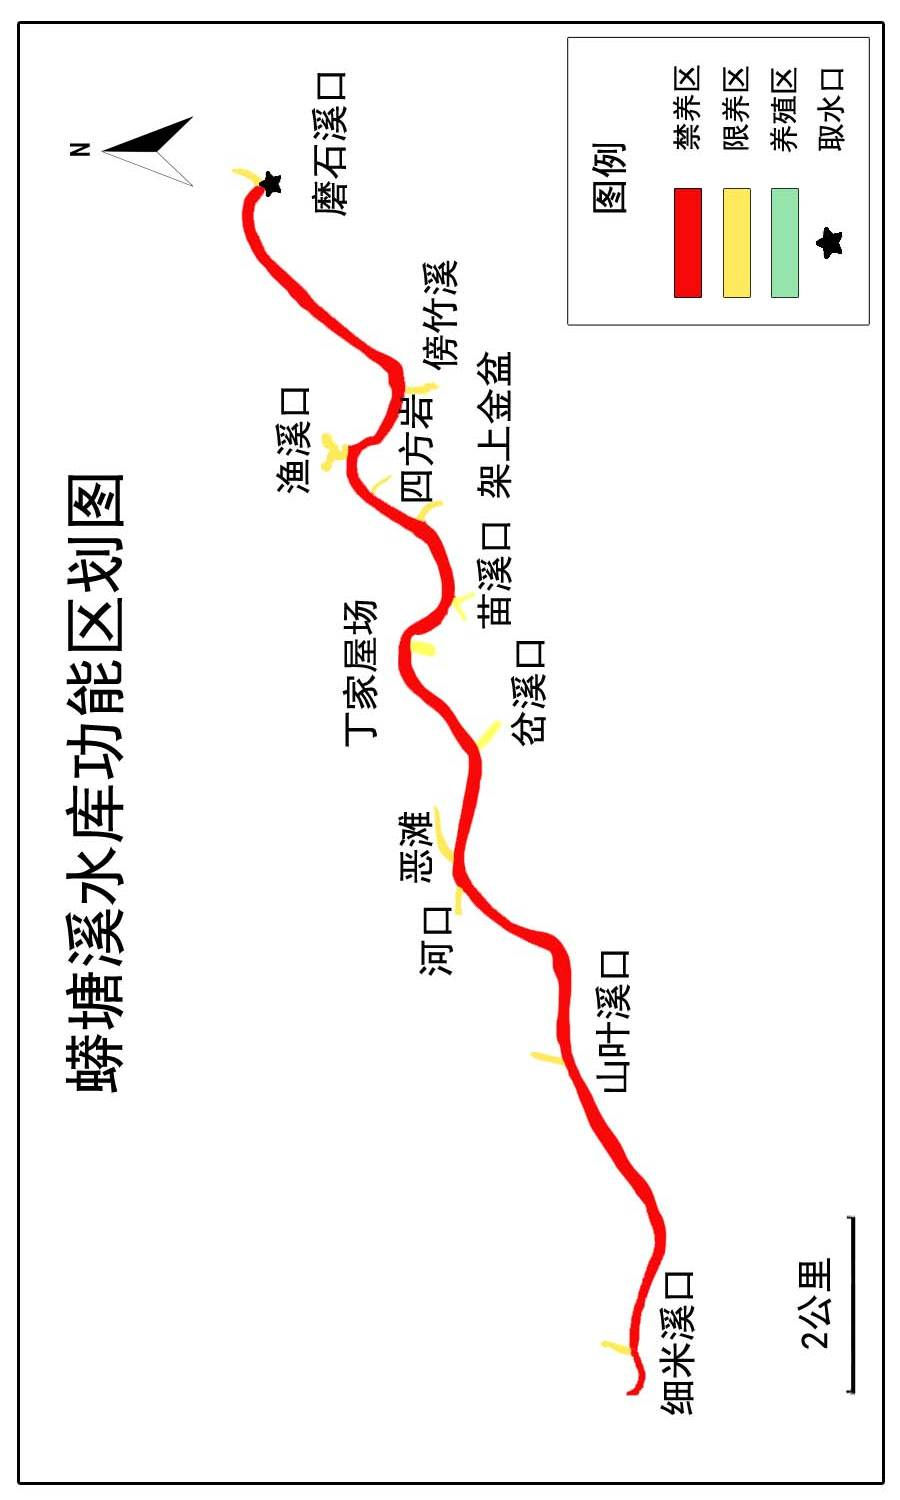 蟒塘溪水库功能区划图
N
图例
禁养区
限养区
养殖区
取水口
细米溪口
山叶溪口
河口
恶滩
岔溪口
丁家屋场
苗溪口
架上金盆
四方岩
渔溪口
傍竹溪
磨石溪口
2公里